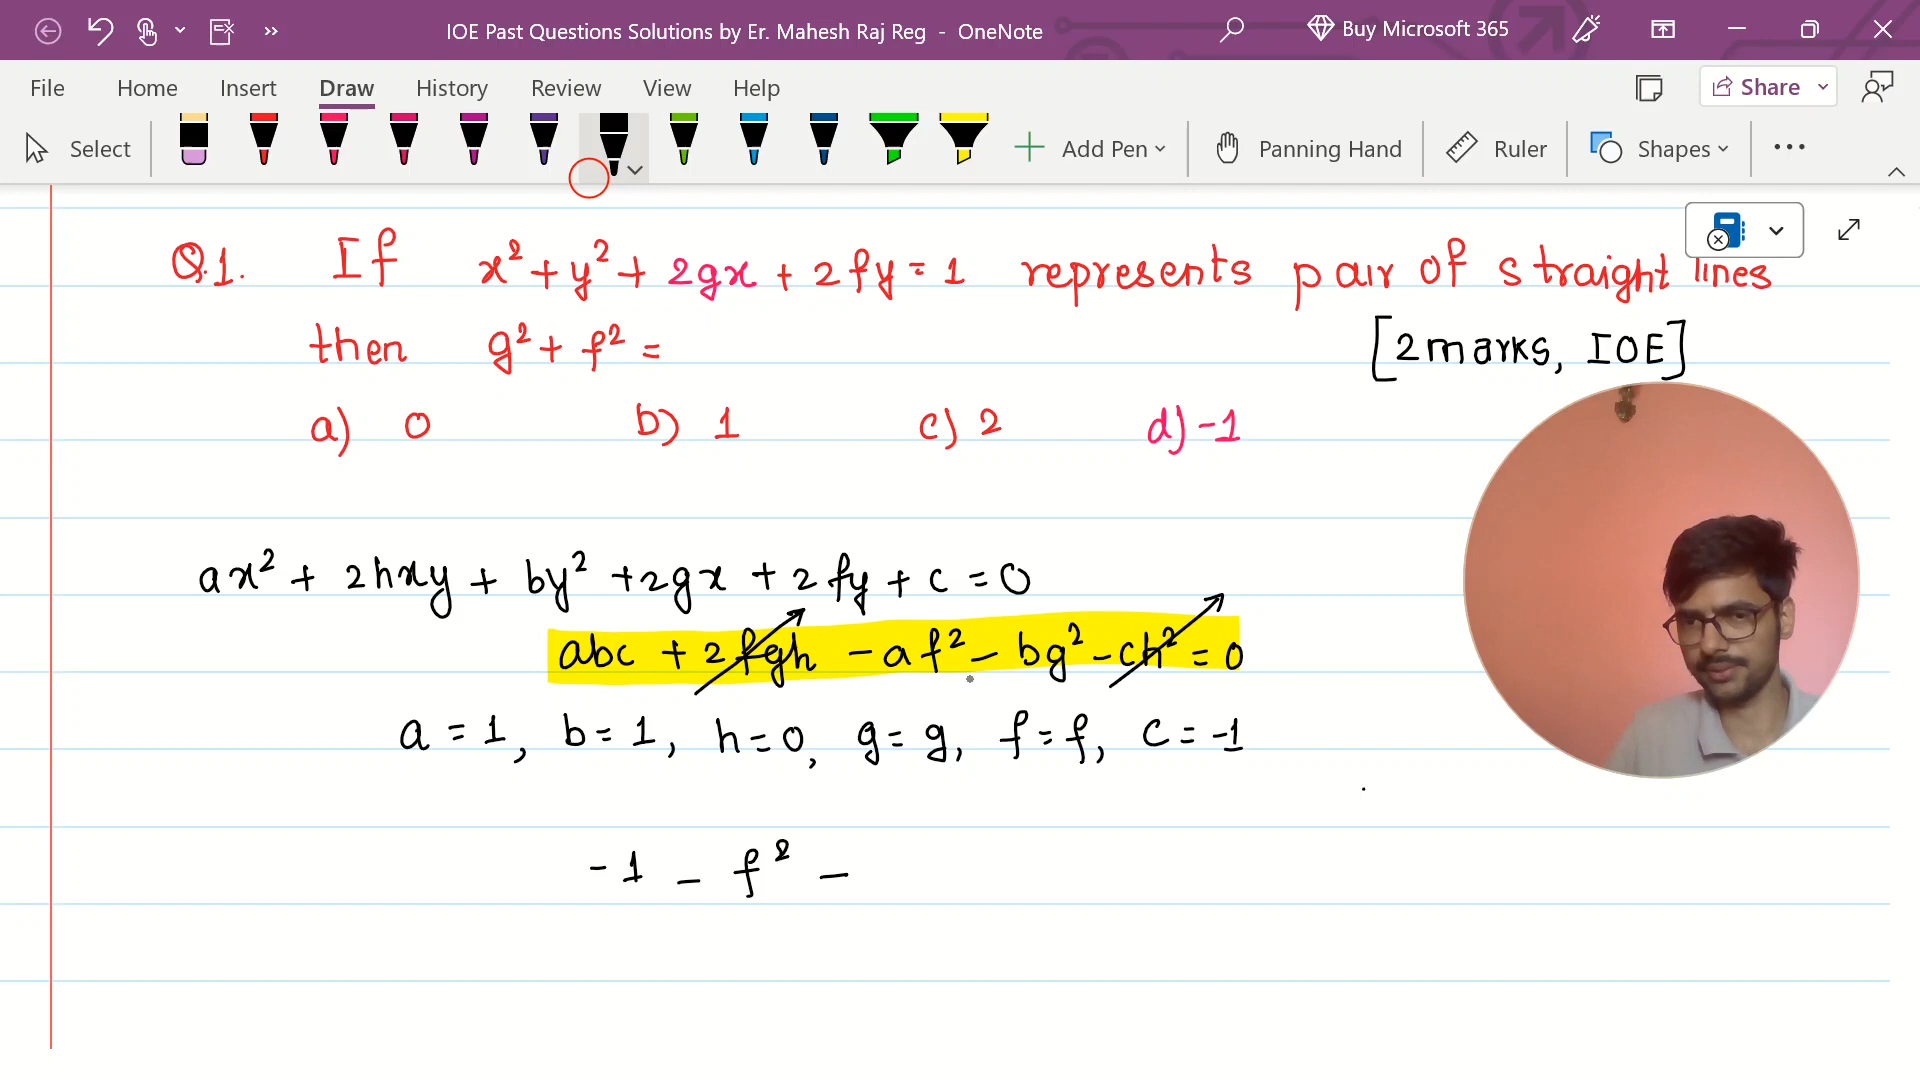 IOE Past Questions Solutions by Er. Mahesh Raj Reg - OneNote
Buy Microsoft 365
File Home Insert Draw History Review View Help
Share
Select
Add Pen
Panning Hand
Ruler
Shapes
Q.1. If x² + y² + 2gx + 2fy = 1 represents pair of straight lines
then g² + f² =
[2 marks, IOE]
a) 0 b) 1 c) 2 d) -1
ax² + 2hxy + by² + 2gx + 2fy + c = 0
abc + 2fgh - af² - bg² - ch² = 0
a = 1, b = 1, h = 0, g = g, f = f, c = -1
-1 - f² -